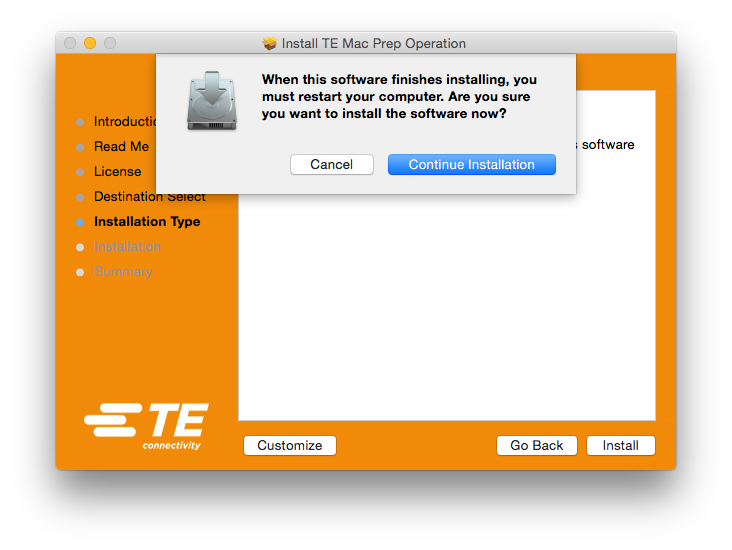 Install TE Mac Prep Operation
When this software finishes installing, you
must restart your computer. Are you sure
you want to install the software now?
Cancel
Continue Installation
Read Me
License
Destination Select
Installation Type
Installation
Summary
software
TE
connectivity
Customize
Go Back
Install